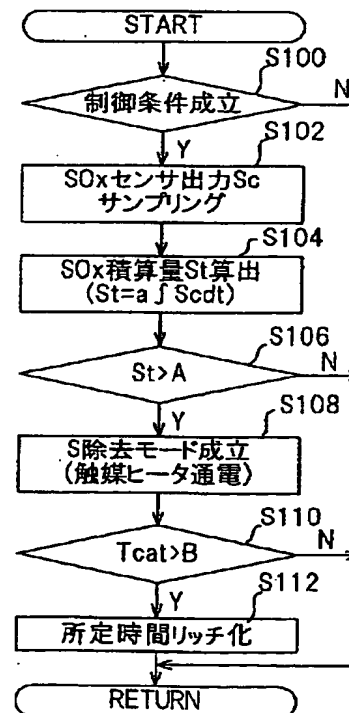 START
S100
制御条件成立
N
Y
S102
SOxセンサ出力Sc
サンプリング
S104
SOx積算量St算出
(St=a∫Scdt)
S106
St>A
N
Y
S108
S除去モード成立
(触媒ヒータ通電)
S110
Tcat>B
N
Y
S112
所定時間リッチ化
RETURN